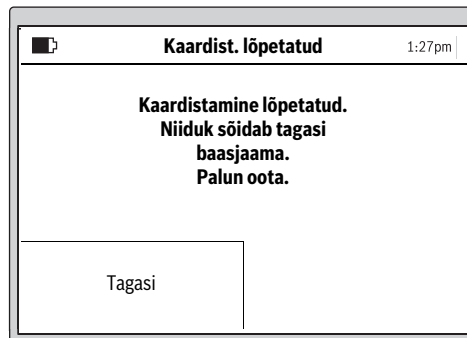 Kaardist. lõpetatud 1:27pm
Kaardistamine lõpetatud.
Niiduk sõidab tagasi
baasjaama.
Palun oota.
Tagasi